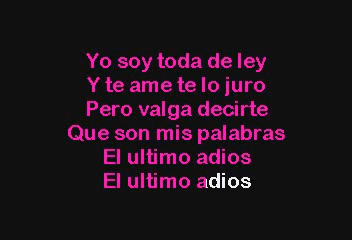 Yo soy toda de ley
Y te ame te lo juro
Pero valga decirte
Que son mis palabras
El ultimo adios
El ultimo adios